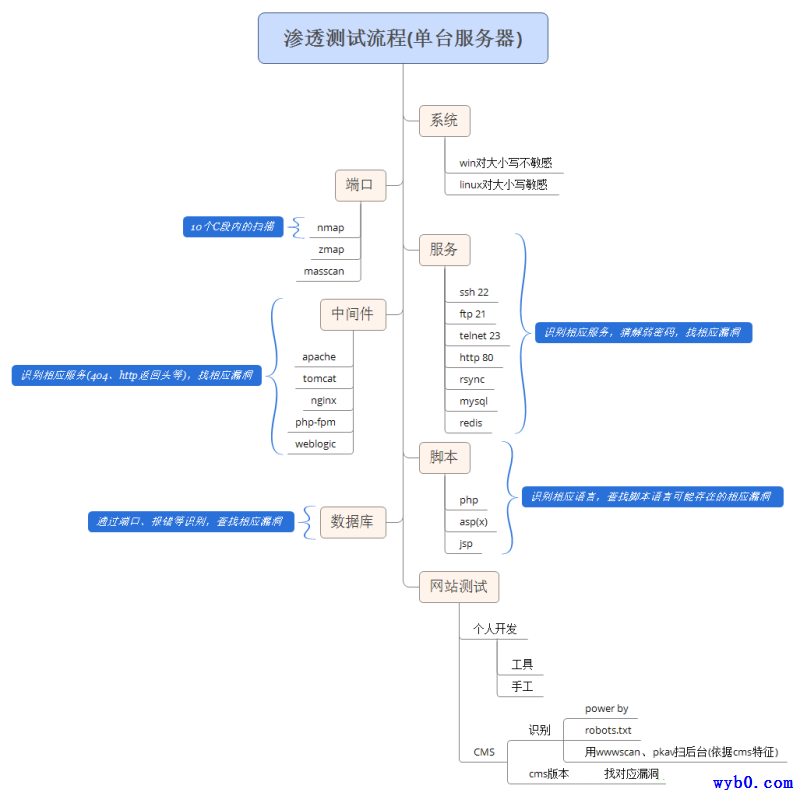 渗透测试流程(单台服务器)
系统
win对大小写不敏感
linux对大小写敏感
端口
10个C段内的扫描
nmap
zmap
masscan
服务
ssh 22
ftp 21
telnet 23
http 80
rsync
mysql
redis
识别相应服务，猜解弱密码，找相应漏洞
中间件
apache
tomcat
nginx
php-fpm
weblogic
识别相应服务(404、http返回头等)，找相应漏洞
脚本
php
asp(x)
jsp
识别相应语言，查找脚本语言可能存在的相应漏洞
数据库
通过端口、报错等识别，查找相应漏洞
网站测试
个人开发
工具
手工
CMS
识别
power by
robots.txt
用wwwscan、pkav扫后台(依据cms特征)
cms版本
找对应漏洞
wyb0.com